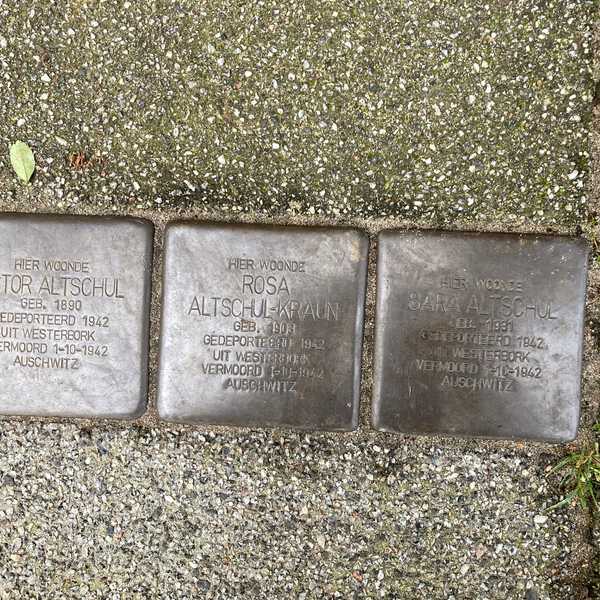 HIER WOONDE
TOR ALTSCHUL
GEB. 1890
EDEPORTEERD 1942
UIT WESTERBORK
ERMOORD 1-10-1942
AUSCHWITZ
HIER WOONDE
ROSA
ALTSCHUL-KRAUN
GEB. 1903
GEDEPORTEERD 1942
UIT WESTERBORK
VERMOORD 1-10-1942
AUSCHWITZ
HIER WOONDE
SARA ALTSCHUL
GEB. 1931
GEDEPORTEERD 1942
UIT WESTERBORK
VERMOORD 1-10-1942
AUSCHWITZ